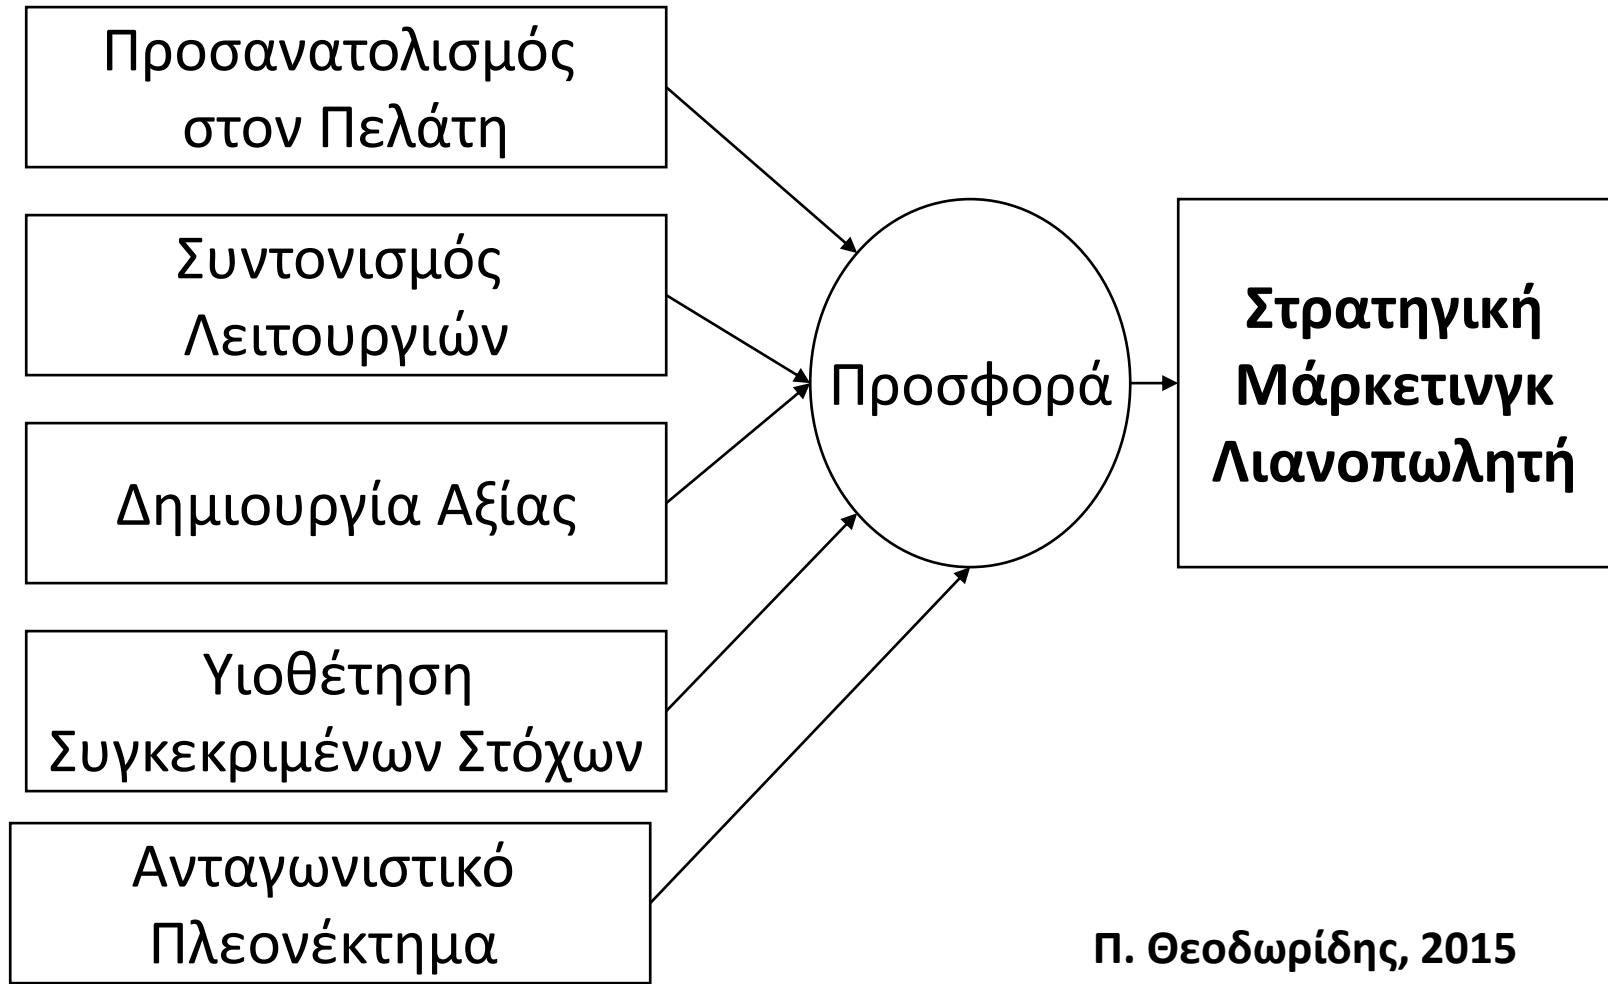 Προσανατολισμός
στον Πελάτη
Συντονισμός
Λειτουργιών
Δημιουργία Αξίας
Υιοθέτηση
Συγκεκριμένων Στόχων
Ανταγωνιστικό
Πλεονέκτημα
Προσφορά
Στρατηγική
Μάρκετινγκ
Λιανοπωλητή
Π. Θεοδωρίδης, 2015